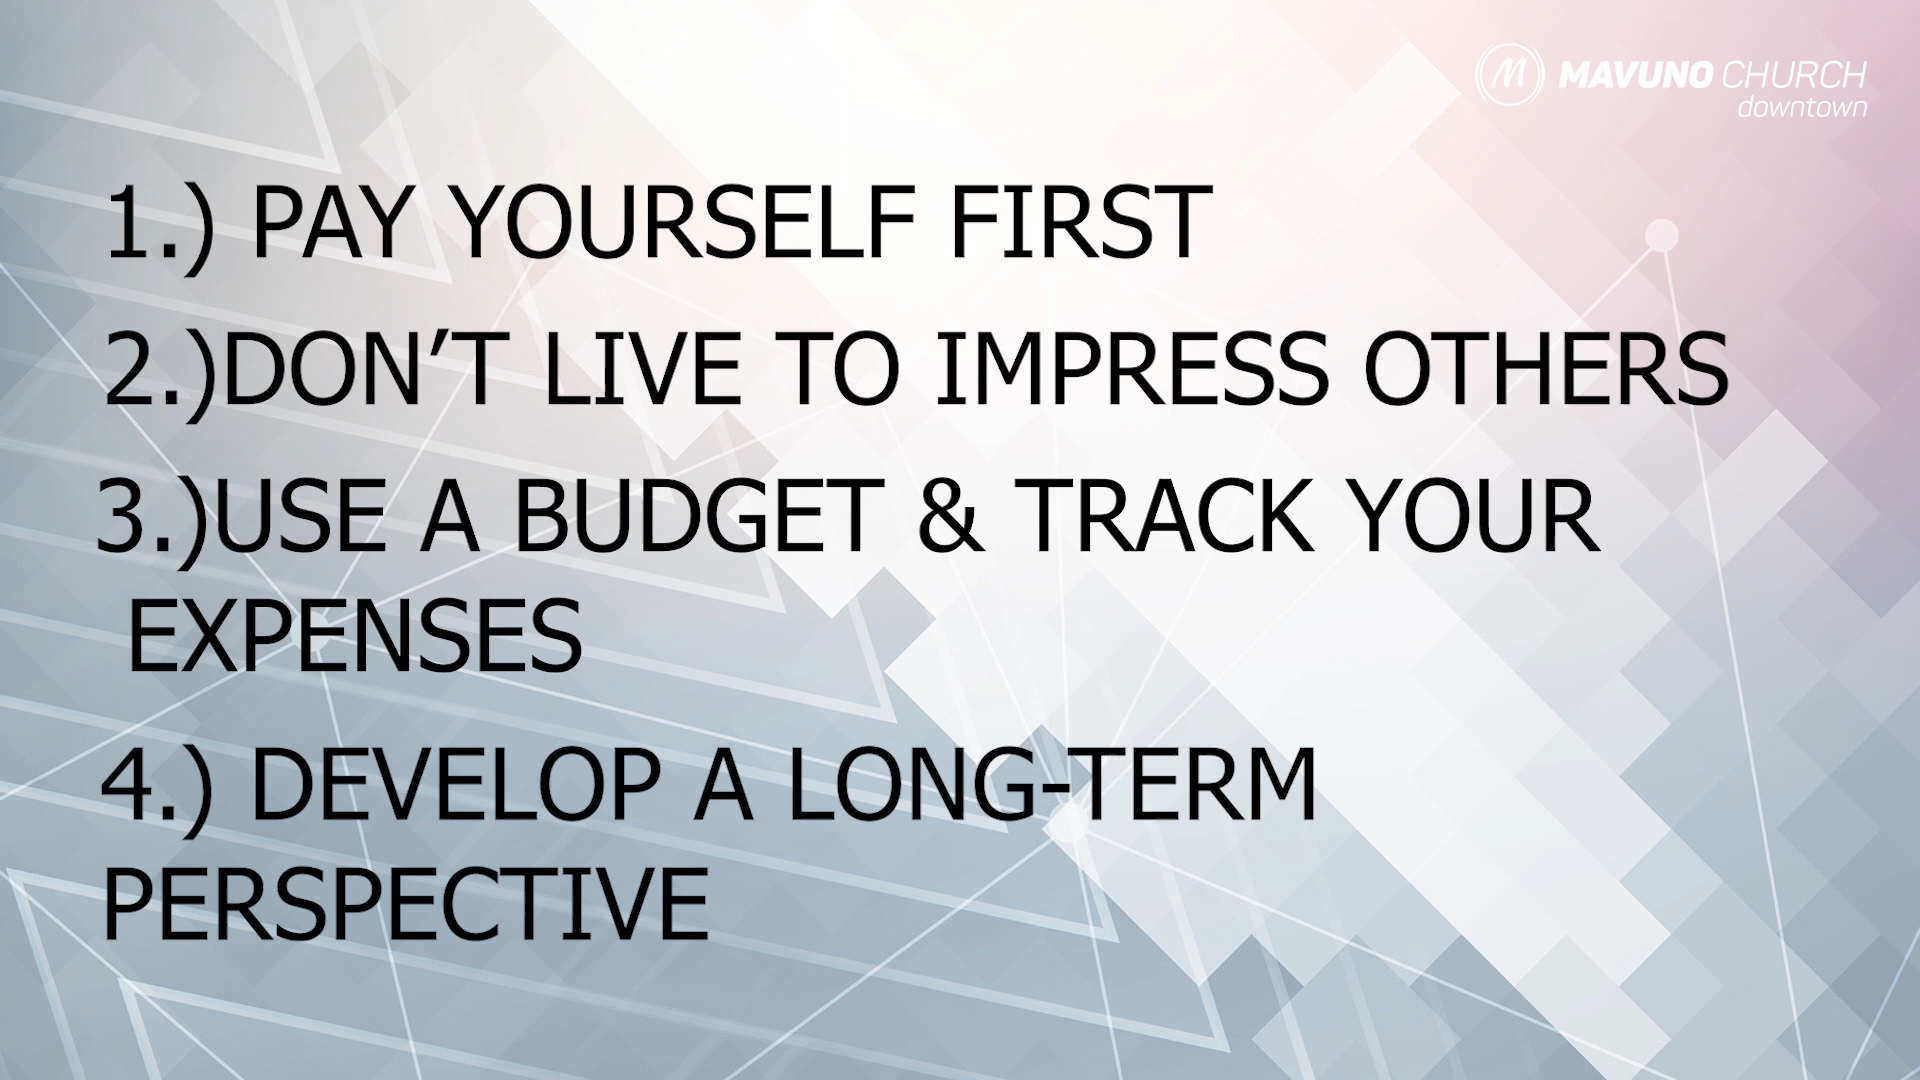 MAVUNO CHURCH
downtown
1.) PAY YOURSELF FIRST
2.)DON’T LIVE TO IMPRESS OTHERS
3.)USE A BUDGET & TRACK YOUR
EXPENSES
4.) DEVELOP A LONG-TERM
PERSPECTIVE